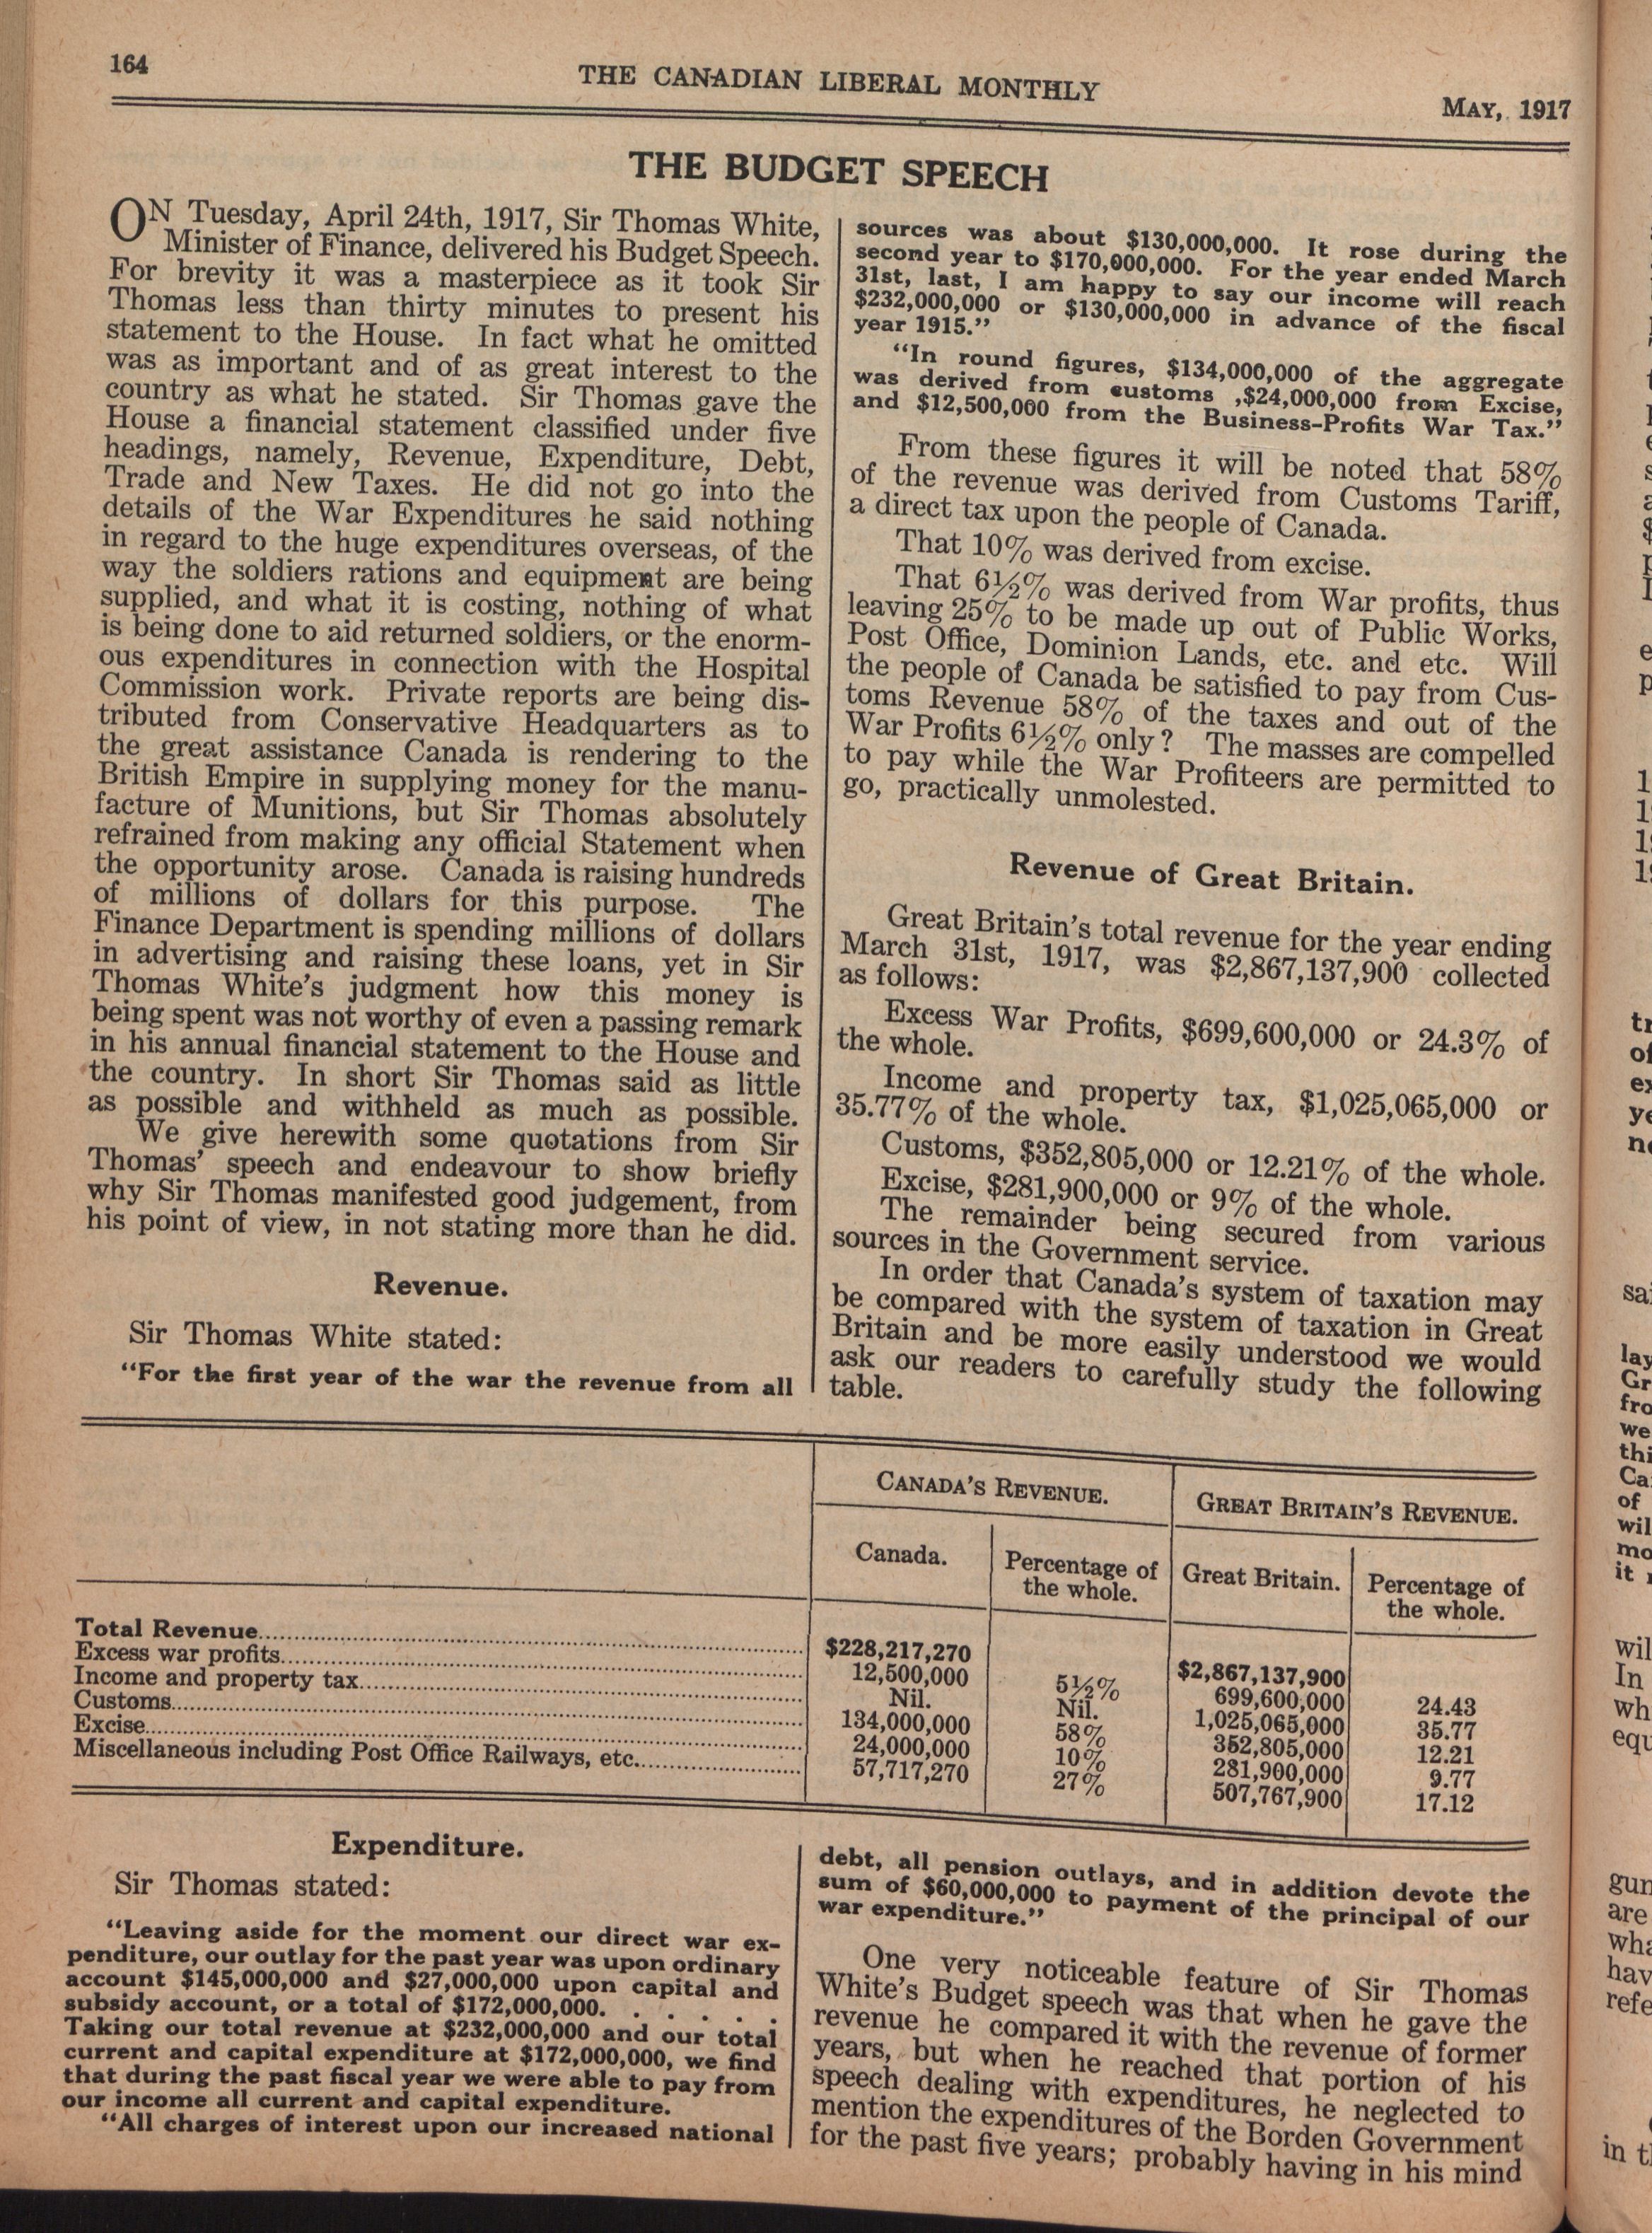 164
THE CANADIAN LIBERAL MONTHLY
MAY, 1917
THE BUDGET SPEECH
ON Tuesday, April 24th, 1917, Sir Thomas White,
Minister of Finance, delivered his Budget Speech.
For brevity it was a masterpiece as it took Sir
Thomas less than thirty minutes to present his
statement to the House. In fact what he omitted
was as important and of as great interest to the
country as what he stated. Sir Thomas gave the
House a financial statement classified under five
headings, namely, Revenue, Expenditure, Debt,
Trade and New Taxes. He did not go into the
details of the War Expenditures he said nothing
in regard to the huge expenditures overseas, of the
way the soldiers rations and equipment are being
supplied, and what it is costing, nothing of what
is being done to aid returned soldiers, or the enorm-
ous expenditures in connection with the Hospital
Commission work. Private reports are being dis-
tributed from Conservative Headquarters as to
the great assistance Canada is rendering to the
British Empire in supplying money for the manu-
facture of Munitions, but Sir Thomas absolutely
refrained from making any official Statement when
the opportunity arose. Canada is raising hundreds
of millions of dollars for this purpose. The
Finance Department is spending millions of dollars
in advertising and raising these loans, yet in Sir
Thomas White's judgment how this money is
being spent was not worthy of even a passing remark
in his annual financial statement to the House and
the country. In short Sir Thomas said as little
as possible and withheld as much as possible.
We give herewith some quotations from Sir
Thomas' speech and endeavour to show briefly
why Sir Thomas manifested good judgement, from
his point of view, in not stating more than he did.
Revenue.
Sir Thomas White stated:
"For the first year of the war the revenue from all
sources was about $130,000,000. It rose during the
second year to $170,000,000. For the year ended March
31st, last, I am happy to say our income will reach
$232,000,000 or $130,000,000 in advance of the fiscal
year 1915."
"In round figures, $134,000,000 of the aggregate
was derived from customs ,$24,000,000 from Excise,
and $12,500,000 from the Business-Profits War Tax."
From these figures it will be noted that 58%
of the revenue was derived from Customs Tariff,
a direct tax upon the people of Canada.
That 10% was derived from excise.
That 6½% was derived from War profits, thus
leaving 25% to be made up out of Public Works,
Post Office, Dominion Lands, etc. and etc. Will
the people of Canada be satisfied to pay from Cus-
toms Revenue 58% of the taxes and out of the
War Profits 6½% only? The masses are compelled
to pay while the War Profiteers are permitted to
go, practically unmolested.
Revenue of Great Britain.
Great Britain's total revenue for the year ending
March 31st, 1917, was $2,867,137,900 collected
as follows:
Excess War Profits, $699,600,000 or 24.3% of
the whole.
Income and property tax, $1,025,065,000 or
35.77% of the whole.
Customs, $352,805,000 or 12.21% of the whole.
Excise, $281,900,000 or 9% of the whole.
The remainder being secured from various
sources in the Government service.
In order that Canada's system of taxation may
be compared with the system of taxation in Great
Britain and be more easily understood we would
ask our readers to carefully study the following
table.
CANADA'S REVENUE. GREAT BRITAIN'S REVENUE.
Canada. Percentage of the whole. Great Britain. Percentage of the whole.
Total Revenue $228,217,270 $2,867,137,900
Excess war profits 12,500,000 5½% 699,600,000 24.43
Income and property tax Nil. Nil. 1,025,065,000 35.77
Customs 134,000,000 58% 352,805,000 12.21
Excise 24,000,000 10% 281,900,000 9.77
Miscellaneous including Post Office Railways, etc. 57,717,270 27% 507,767,900 17.12
Expenditure.
Sir Thomas stated:
"Leaving aside for the moment our direct war ex-
penditure, our outlay for the past year was upon ordinary
account $145,000,000 and $27,000,000 upon capital and
subsidy account, or a total of $172,000,000. . . . .
Taking our total revenue at $232,000,000 and our total
current and capital expenditure at $172,000,000, we find
that during the past fiscal year we were able to pay from
our income all current and capital expenditure.
"All charges of interest upon our increased national
debt, all pension outlays, and in addition devote the
sum of $60,000,000 to payment of the principal of our
war expenditure."
One very noticeable feature of Sir Thomas
White's Budget speech was that when he gave the
revenue he compared it with the revenue of former
years, but when he reached that portion of his
speech dealing with expenditures, he neglected to
mention the expenditures of the Borden Government
for the past five years; probably having in his mind